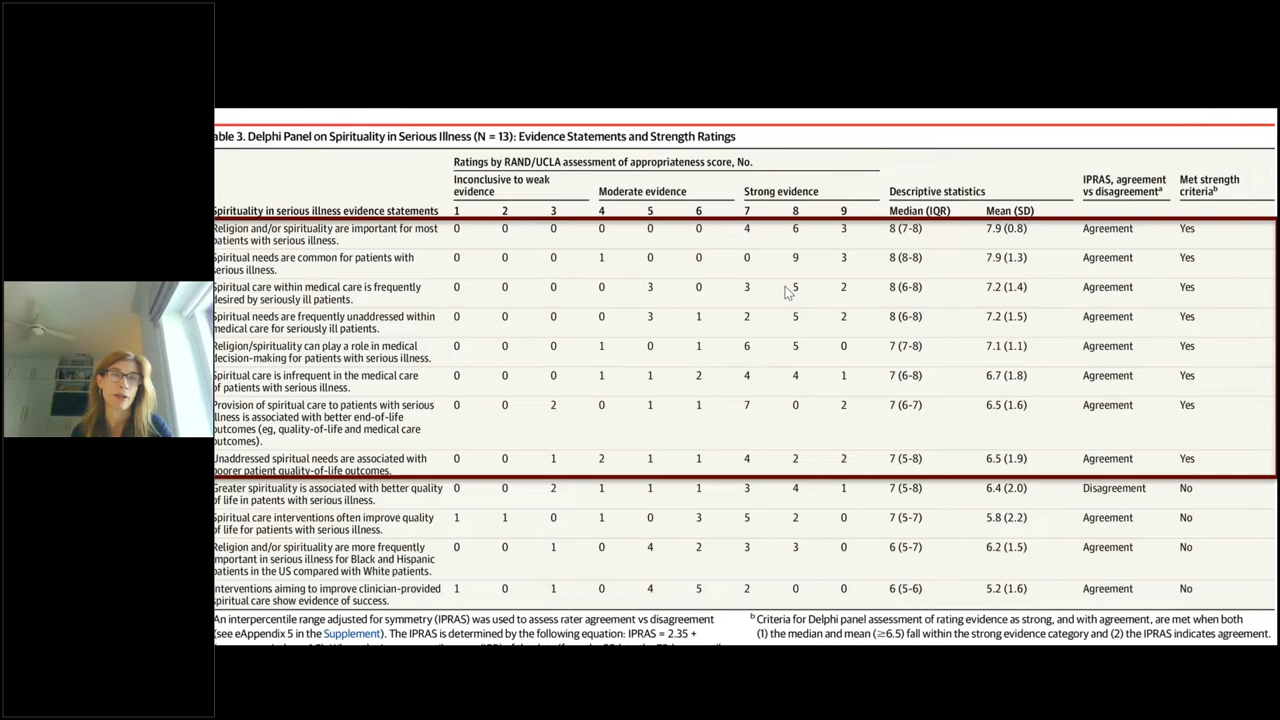 able 3. Delphi Panel on Spirituality in Serious Illness (N = 13): Evidence Statements and Strength Ratings
Ratings by RAND/UCLA assessment of appropriateness score, No.
Inconclusive to weak evidence Moderate evidence Strong evidence Descriptive statistics IPRAS, agreement vs disagreementᵃ Met strength criteriaᵇ
Spirituality in serious illness evidence statements 1 2 3 4 5 6 7 8 9 Median (IQR) Mean (SD)
Religion and/or spirituality are important for most 0 0 0 0 0 0 4 6 3 8 (7-8) 7.9 (0.8) Agreement Yes
patients with serious illness.
Spiritual needs are common for patients with 0 0 0 1 0 0 0 9 3 8 (8-8) 7.9 (1.3) Agreement Yes
serious illness.
Spiritual care within medical care is frequently 0 0 0 0 3 0 3 5 2 8 (6-8) 7.2 (1.4) Agreement Yes
desired by seriously ill patients.
Spiritual needs are frequently unaddressed within 0 0 0 0 3 1 2 5 2 8 (6-8) 7.2 (1.5) Agreement Yes
medical care for seriously ill patients.
Religion/spirituality can play a role in medical 0 0 0 1 0 1 6 5 0 7 (7-8) 7.1 (1.1) Agreement Yes
decision-making for patients with serious illness.
Spiritual care is infrequent in the medical care 0 0 0 1 1 2 4 4 1 7 (6-8) 6.7 (1.8) Agreement Yes
of patients with serious illness.
Provision of spiritual care to patients with serious 0 0 2 0 1 1 7 0 2 7 (6-7) 6.5 (1.6) Agreement Yes
illness is associated with better end-of-life
outcomes (eg, quality-of-life and medical care
outcomes).
Unaddressed spiritual needs are associated with 0 0 1 2 1 1 4 2 2 7 (5-8) 6.5 (1.9) Agreement Yes
poorer patient quality-of-life outcomes.
Greater spirituality is associated with better quality 0 0 2 1 1 1 3 4 1 7 (5-8) 6.4 (2.0) Disagreement No
of life in patents with serious illness.
Spiritual care interventions often improve quality 1 1 0 1 0 3 5 2 0 7 (5-7) 5.8 (2.2) Agreement No
of life for patients with serious illness.
Religion and/or spirituality are more frequently 0 0 1 0 4 2 3 3 0 6 (5-7) 6.2 (1.5) Agreement No
important in serious illness for Black and Hispanic
patients in the US compared with White patients.
Interventions aiming to improve clinician-provided 1 0 1 0 4 5 2 0 0 6 (5-6) 5.2 (1.6) Agreement No
spiritual care show evidence of success.
An interpercentile range adjusted for symmetry (IPRAS) was used to assess rater agreement vs disagreement
(see eAppendix 5 in the Supplement). The IPRAS is determined by the following equation: IPRAS = 2.35 +
ᵇ Criteria for Delphi panel assessment of rating evidence as strong, and with agreement, are met when both
(1) the median and mean (≥6.5) fall within the strong evidence category and (2) the IPRAS indicates agreement.